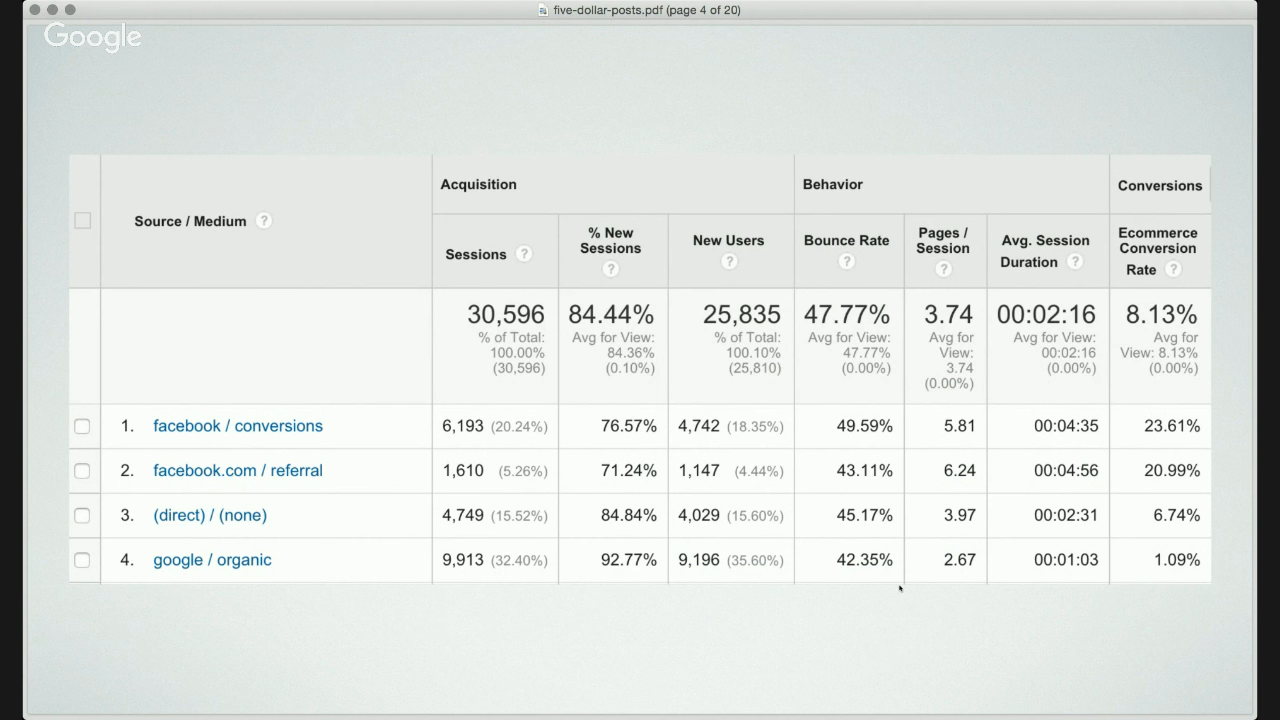 five-dollar-posts.pdf (page 4 of 20)
Google
Source / Medium ?
Acquisition
Behavior
Conversions
Sessions ?
% New
Sessions
?
New Users
?
Bounce Rate
?
Pages /
Session
?
Avg. Session
Duration ?
Ecommerce
Conversion
Rate ?
30,596
% of Total:
100.00%
(30,596)
84.44%
Avg for View:
84.36%
(0.10%)
25,835
% of Total:
100.10%
(25,810)
47.77%
Avg for View:
47.77%
(0.00%)
3.74
Avg for
View:
3.74
(0.00%)
00:02:16
Avg for View:
00:02:16
(0.00%)
8.13%
Avg for
View: 8.13%
(0.00%)
1. facebook / conversions 6,193 (20.24%) 76.57% 4,742 (18.35%) 49.59% 5.81 00:04:35 23.61%
2. facebook.com / referral 1,610 (5.26%) 71.24% 1,147 (4.44%) 43.11% 6.24 00:04:56 20.99%
3. (direct) / (none) 4,749 (15.52%) 84.84% 4,029 (15.60%) 45.17% 3.97 00:02:31 6.74%
4. google / organic 9,913 (32.40%) 92.77% 9,196 (35.60%) 42.35% 2.67 00:01:03 1.09%